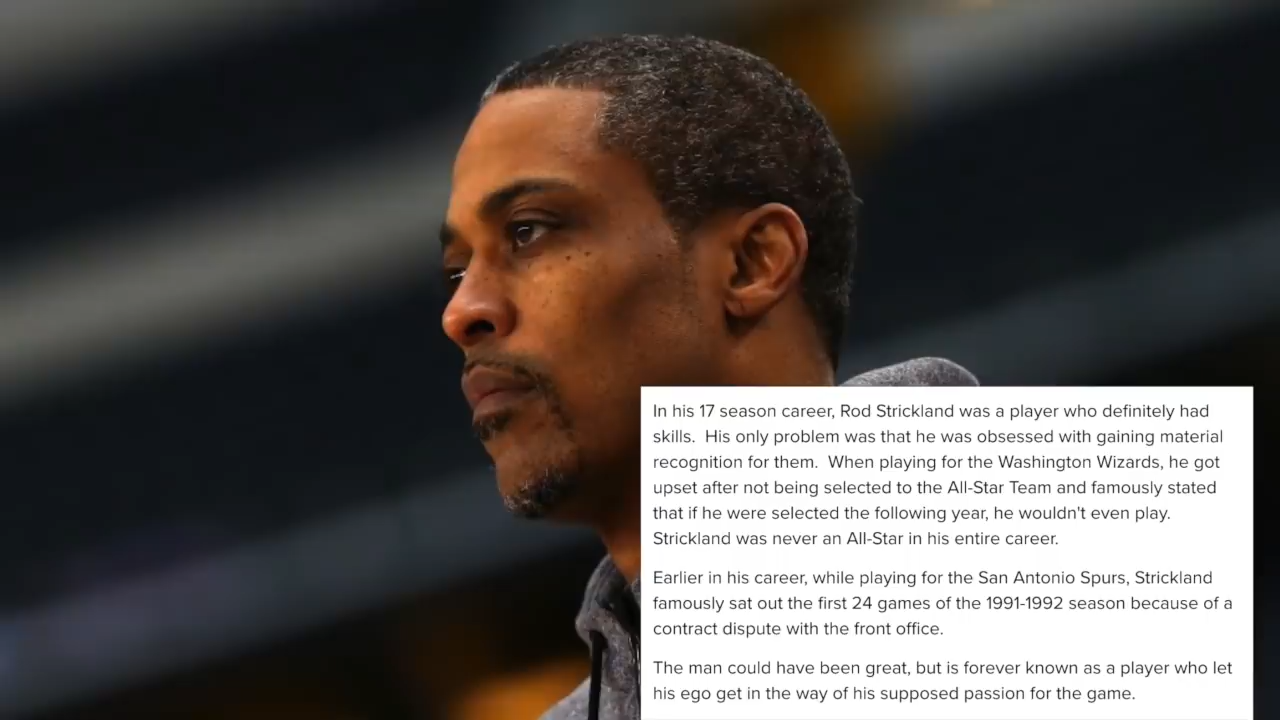 In his 17 season career, Rod Strickland was a player who definitely had
skills.  His only problem was that he was obsessed with gaining material
recognition for them.  When playing for the Washington Wizards, he got
upset after not being selected to the All-Star Team and famously stated
that if he were selected the following year, he wouldn't even play.
Strickland was never an All-Star in his entire career.
Earlier in his career, while playing for the San Antonio Spurs, Strickland
famously sat out the first 24 games of the 1991-1992 season because of a
contract dispute with the front office.
The man could have been great, but is forever known as a player who let
his ego get in the way of his supposed passion for the game.